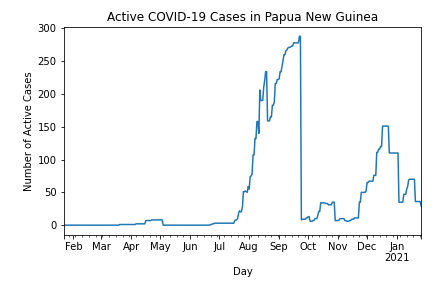 Active COVID-19 Cases in Papua New Guinea
Number of Active Cases
300
250
200
150
100
50
0
Feb Mar Apr May Jun Jul Aug Sep Oct Nov Dec Jan
2021
Day